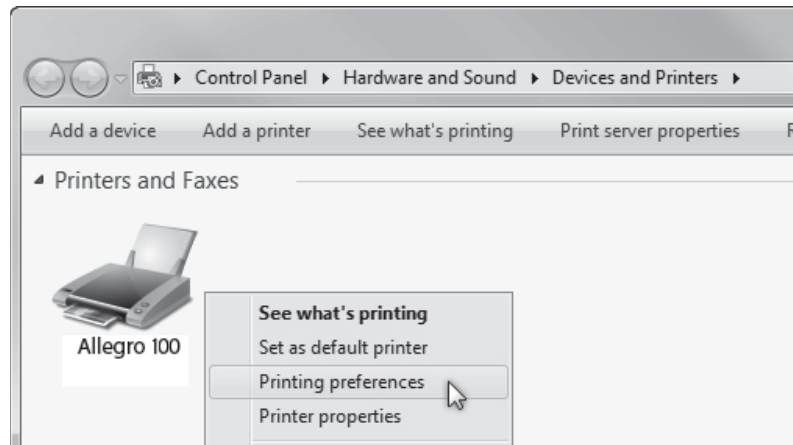 Control Panel Hardware and Sound Devices and Printers
Add a device Add a printer See what's printing Print server properties
Printers and Faxes
Allegro 100
See what's printing
Set as default printer
Printing preferences
Printer properties